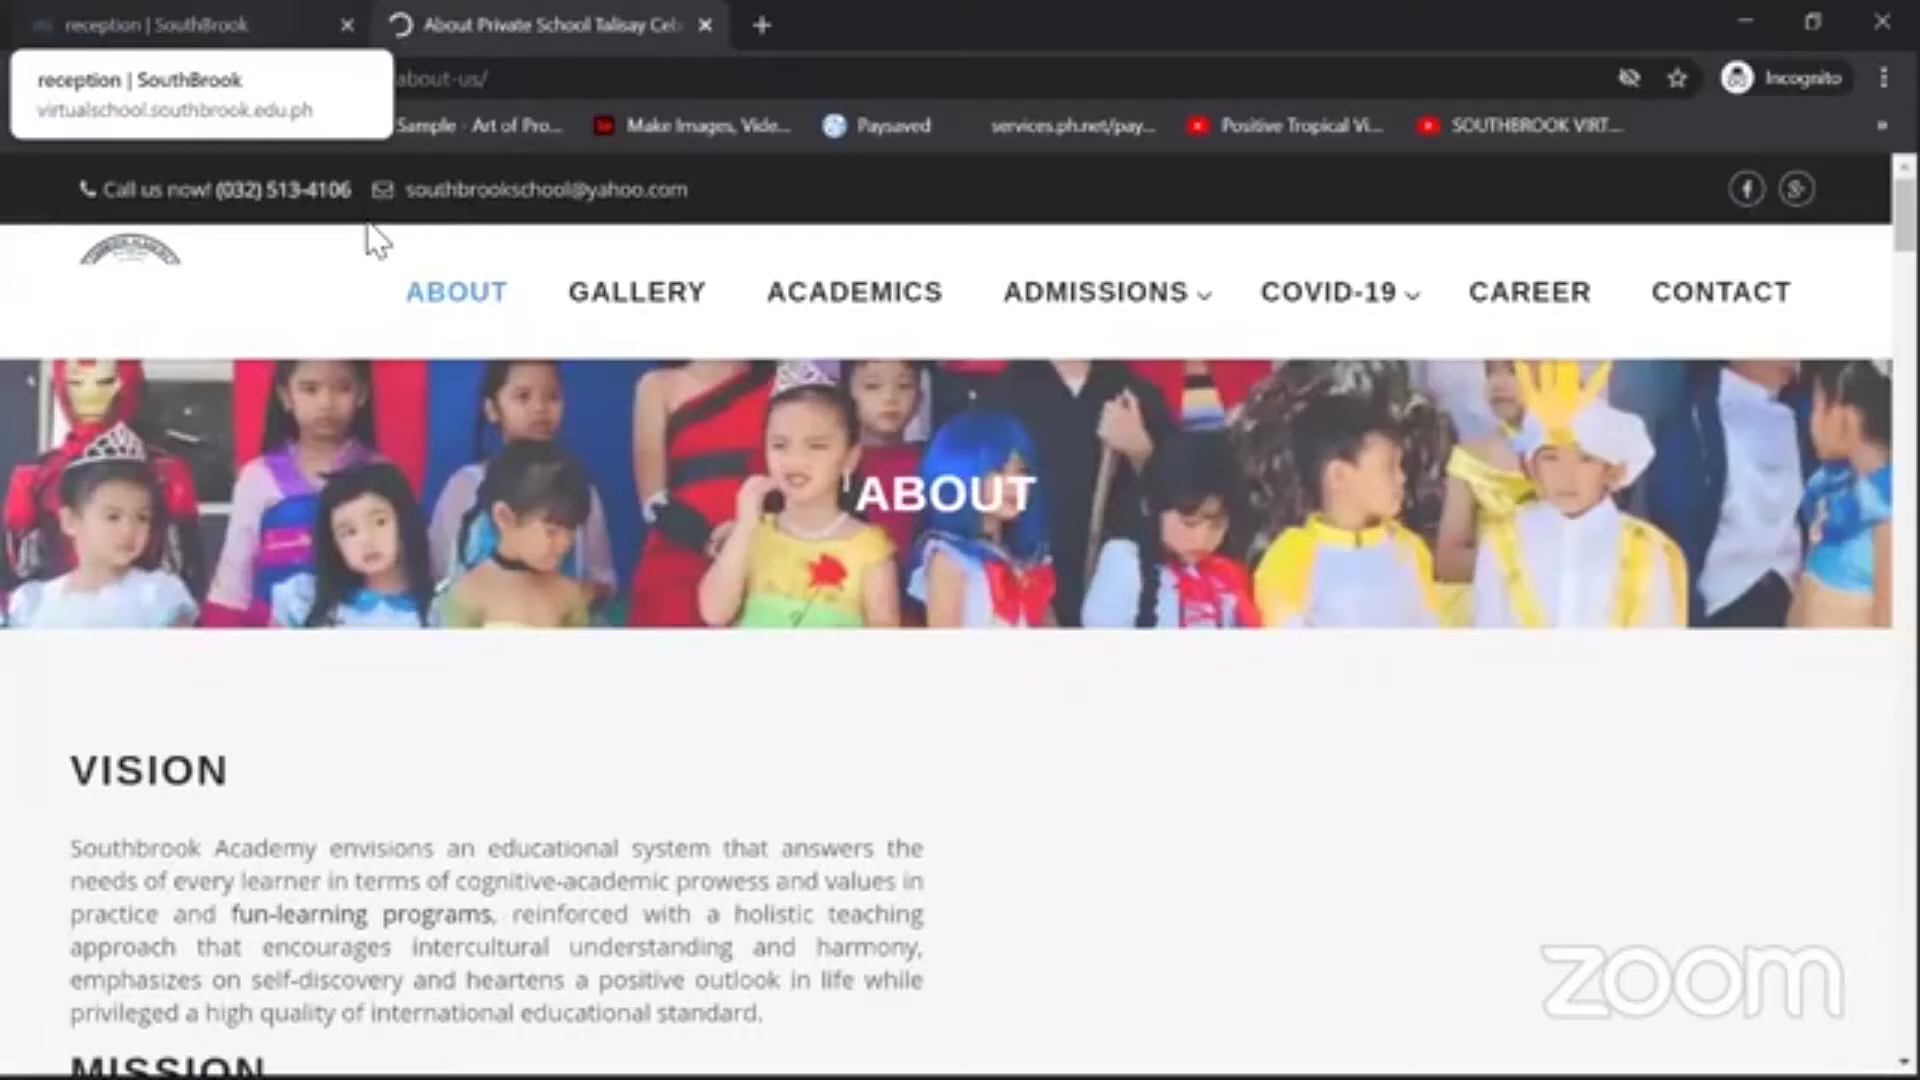 reception | SouthBrook
About Private School Talisay Ceb
reception | SouthBrook
virtualschool.southbrook.edu.ph
about-us/
Incognito
Sample - Art of Pro...
Make Images, Vide...
Paysaved
services.ph.net/pay...
Positive Tropical Vi...
SOUTHBROOK VIRT...
»
Call us now! (032) 513-4106
southbrookschool@yahoo.com
ABOUT
GALLERY
ACADEMICS
ADMISSIONS
COVID-19
CAREER
CONTACT
ABOUT
VISION
Southbrook Academy envisions an educational system that answers the
needs of every learner in terms of cognitive-academic prowess and values in
practice and fun-learning programs, reinforced with a holistic teaching
approach that encourages intercultural understanding and harmony,
emphasizes on self-discovery and heartens a positive outlook in life while
privileged a high quality of international educational standard.
MISSION
zoom